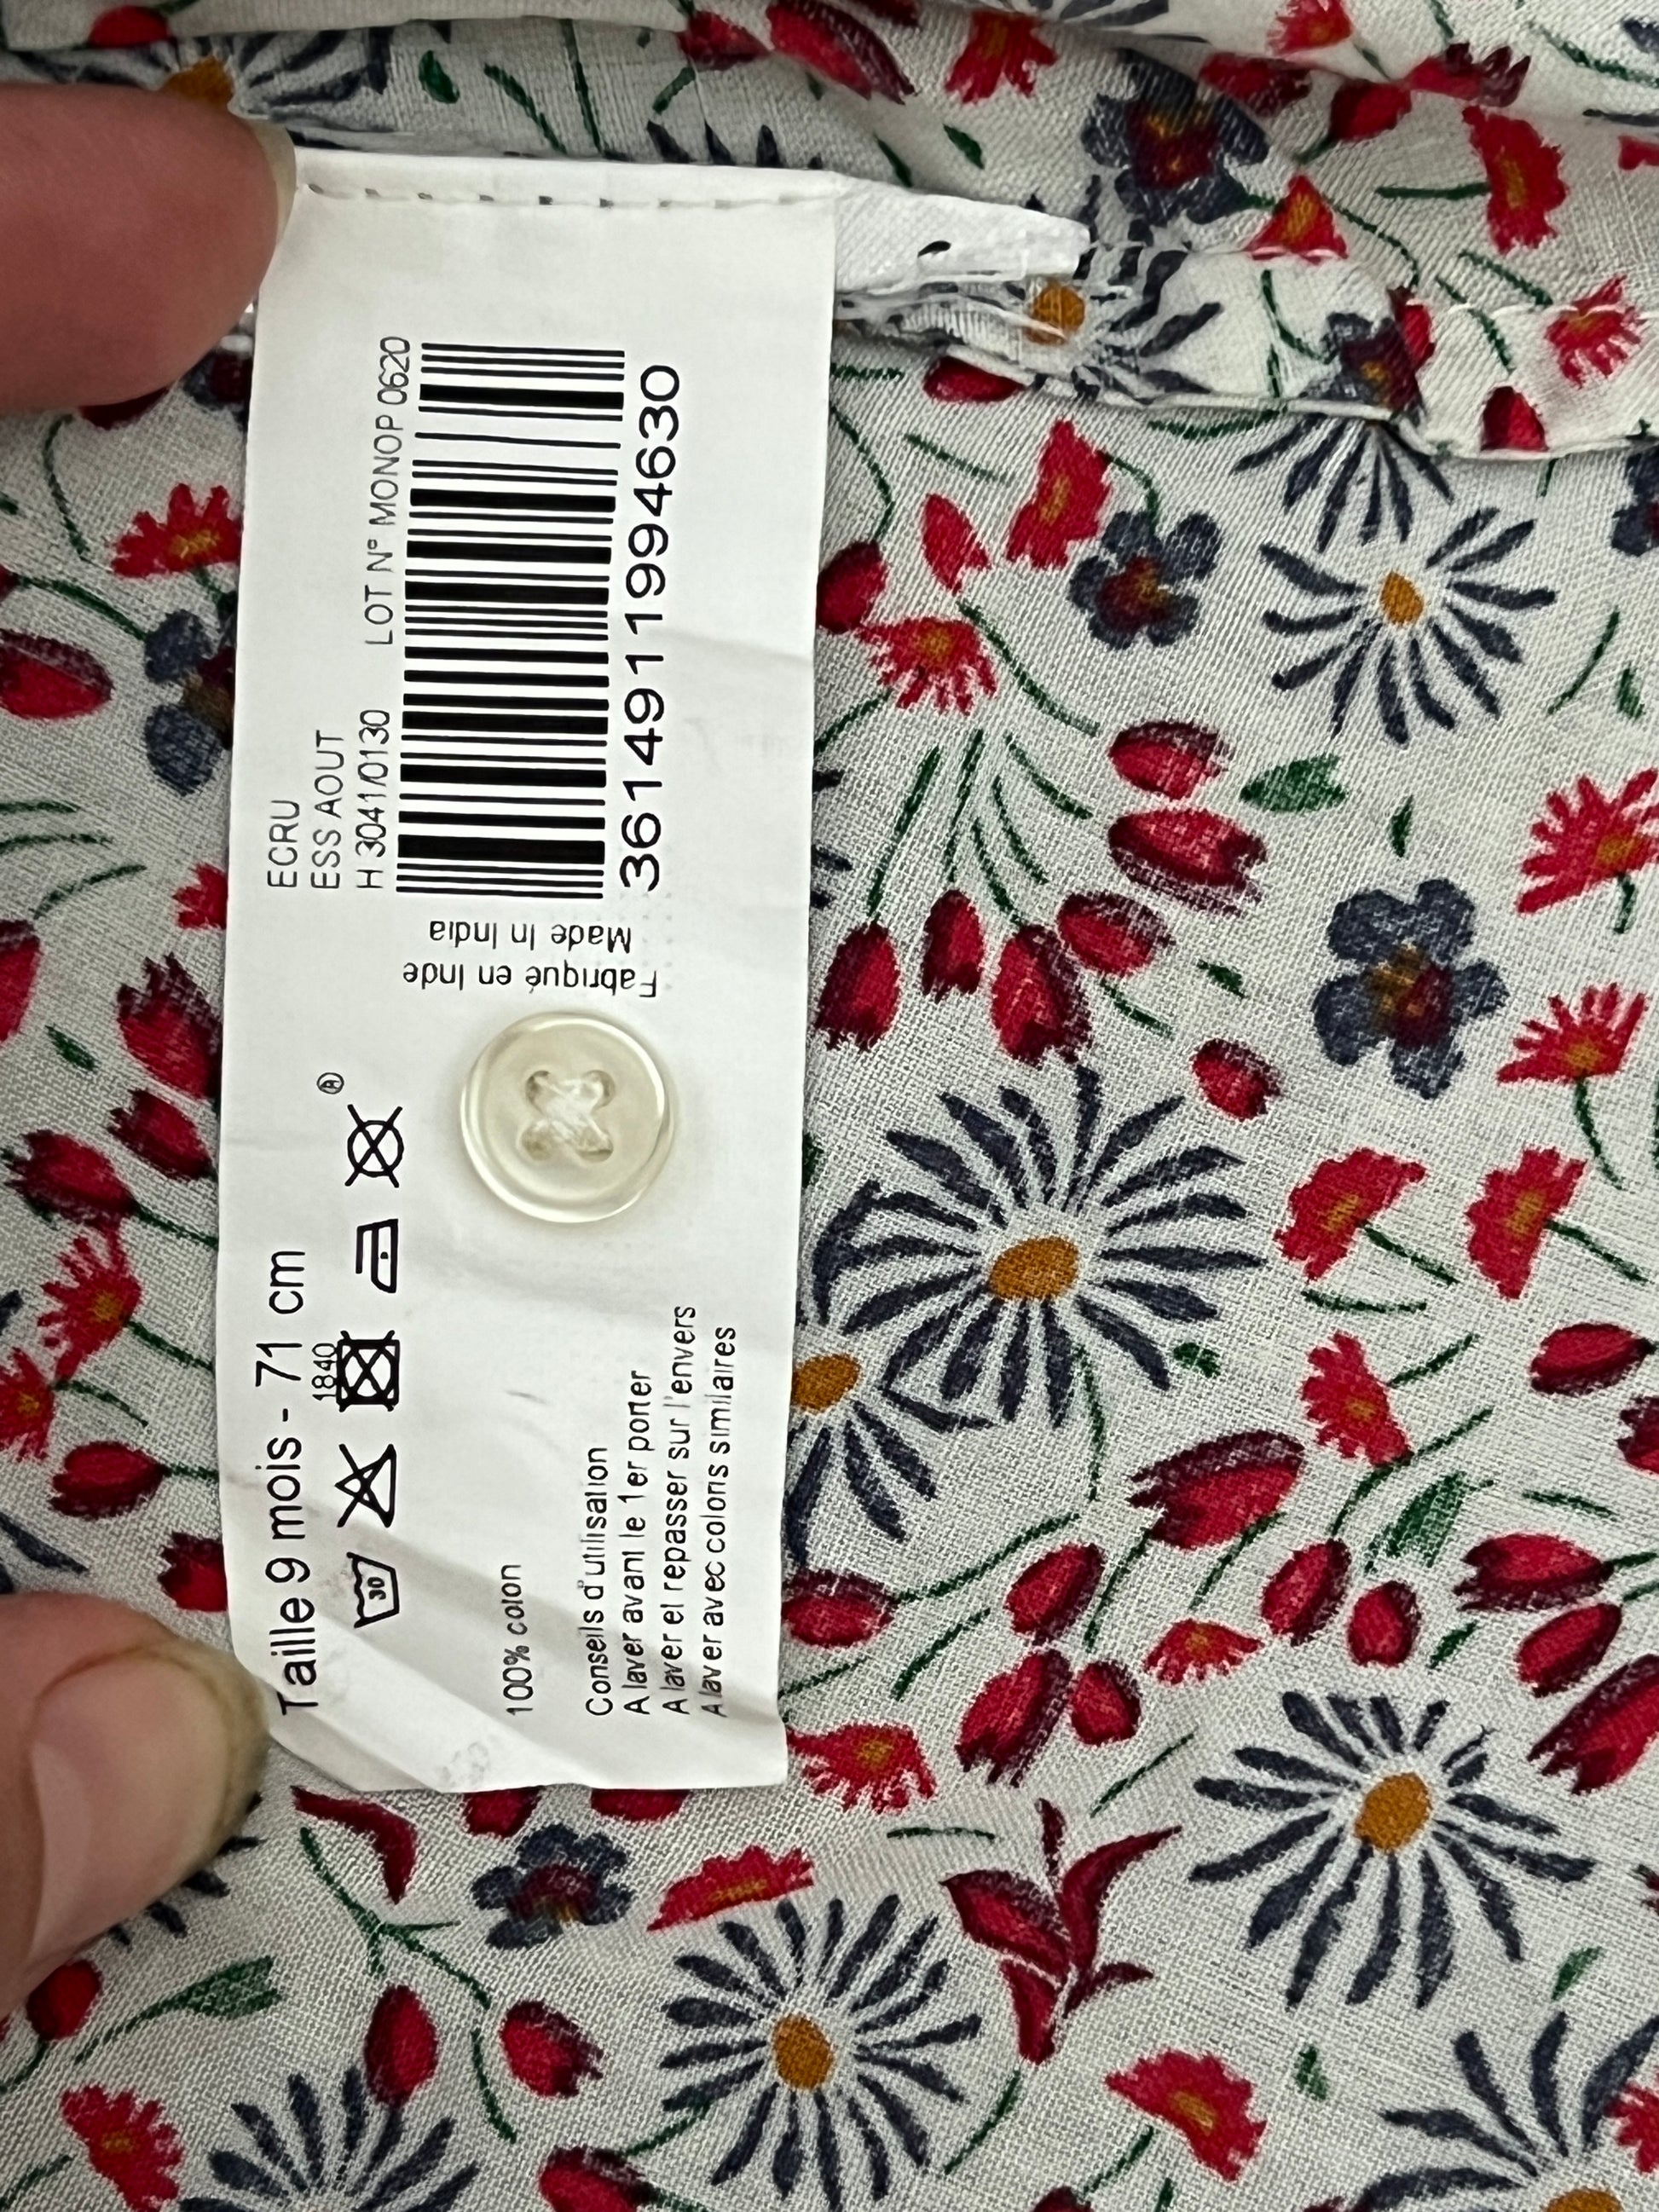 Taille 9 mois - 71 cm
1840
30
A
100% coton
Conseils d'utilisation
A laver avant le 1er porter
A laver et repasser sur l'envers
A laver avec coloris similaires
Fabriqué en Inde
Made In India
ECRU
ESS AOUT
H 3041/0130 LOT N° MONOP 0620
3614911994630